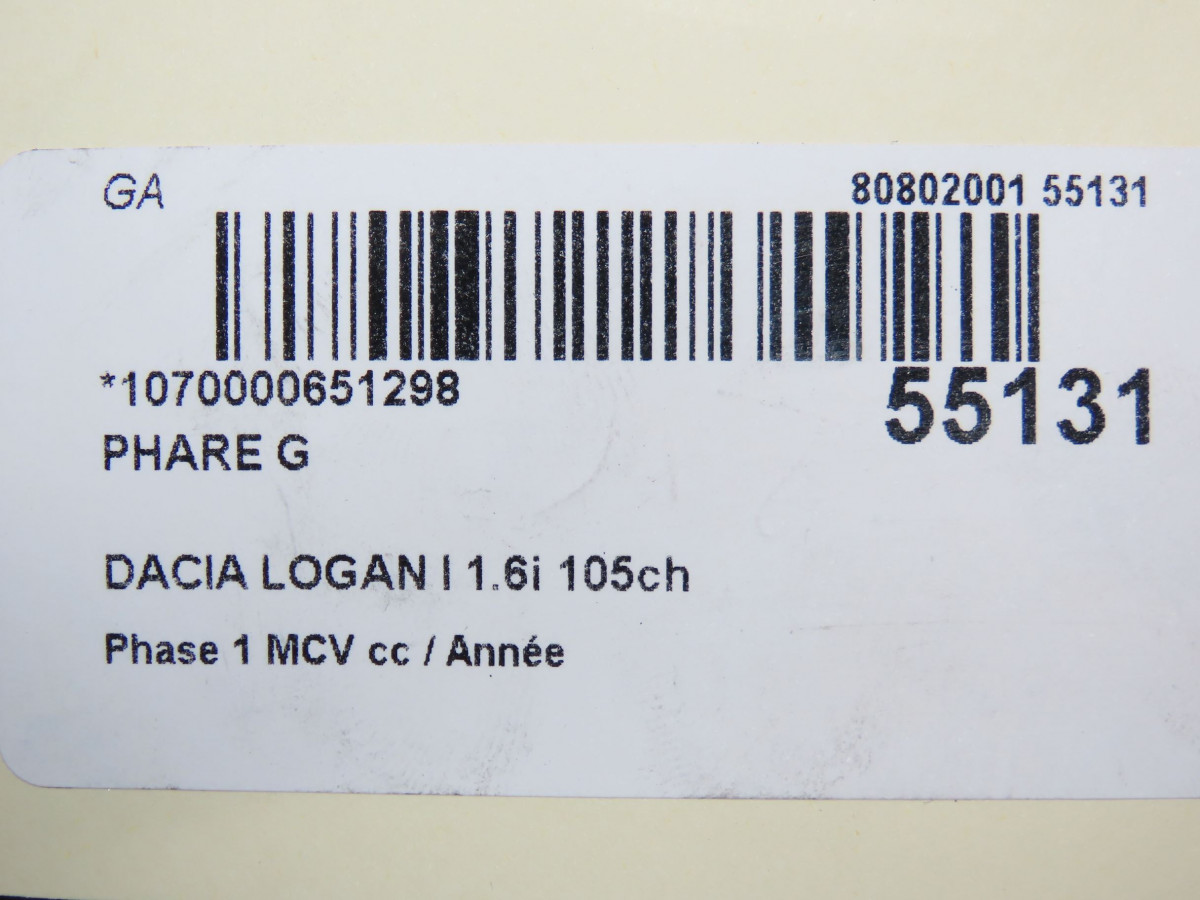 GA 80802001 55131
*1070000651298 55131
PHARE G
DACIA LOGAN I 1.6i 105ch
Phase 1 MCV cc / Année